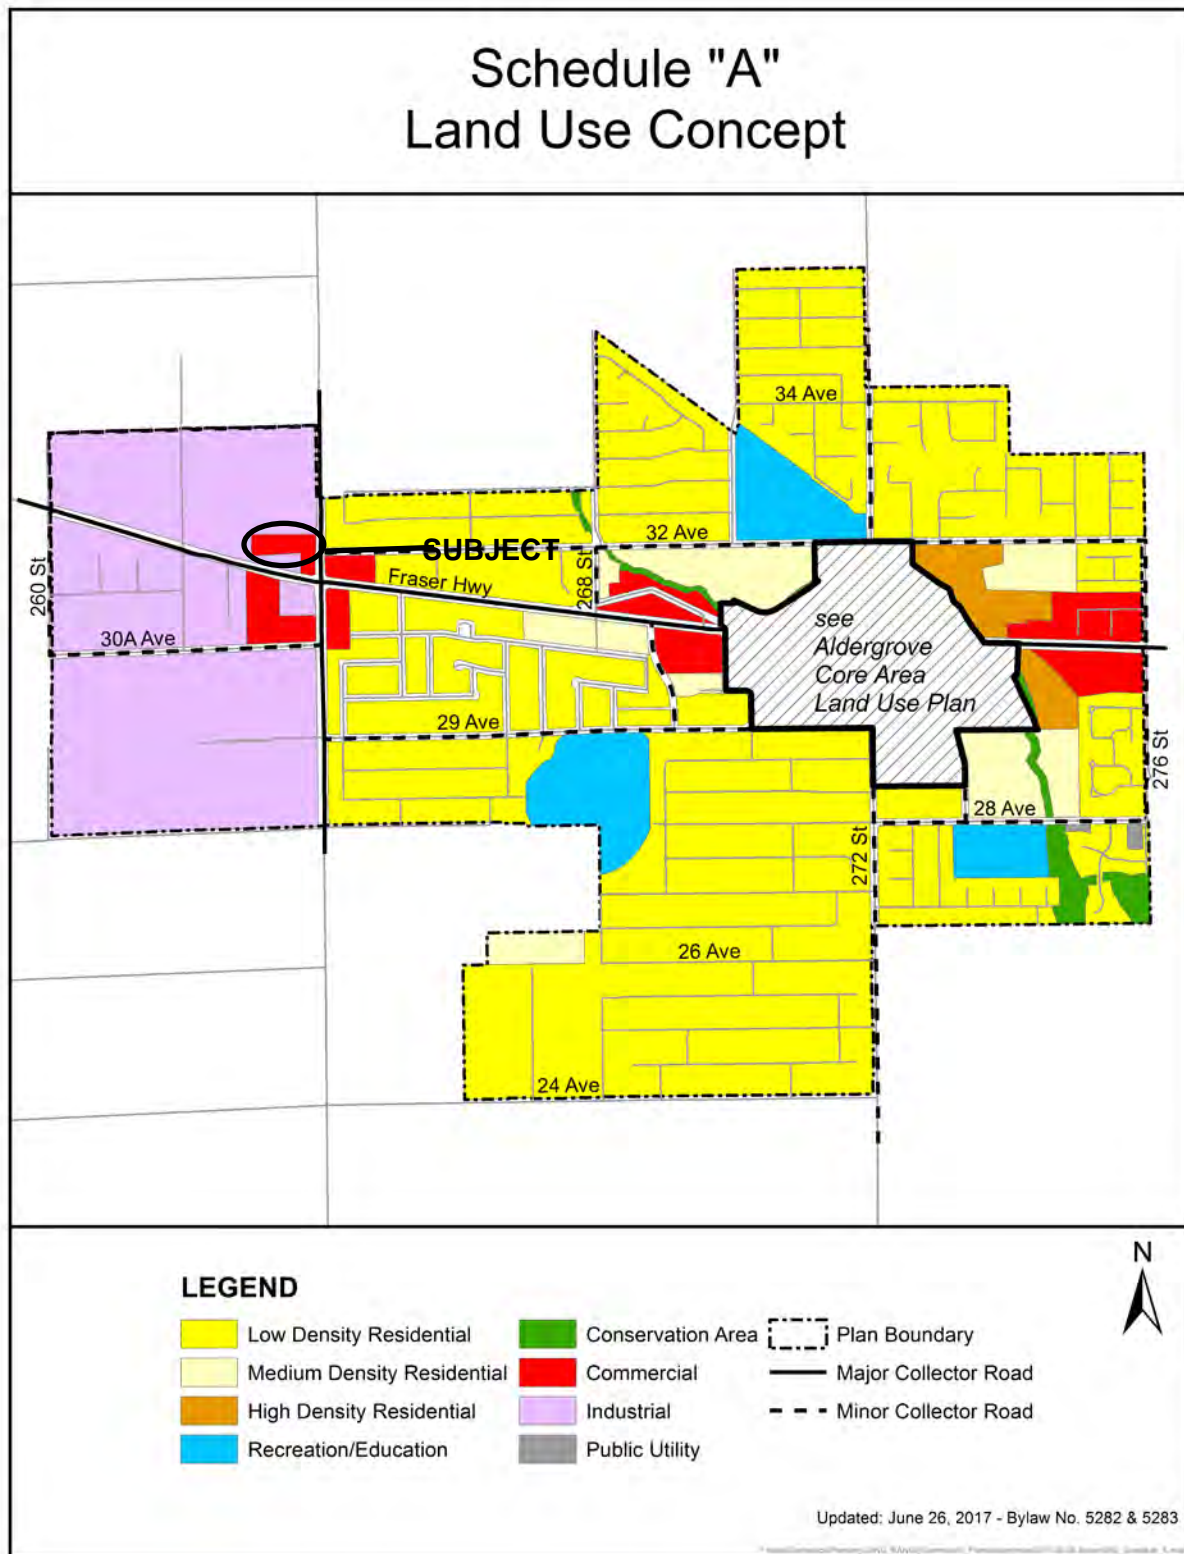 Schedule "A"
Land Use Concept
34 Ave
32 Ave
SUBJECT
268 St
Fraser Hwy
260 St
30A Ave
see
Aldergrove
Core Area
Land Use Plan
29 Ave
276 St
28 Ave
272 St
26 Ave
24 Ave
N
LEGEND
Low Density Residential
Conservation Area
Plan Boundary
Medium Density Residential
Commercial
Major Collector Road
High Density Residential
Industrial
Minor Collector Road
Recreation/Education
Public Utility
Updated: June 26, 2017 - Bylaw No. 5282 & 5283